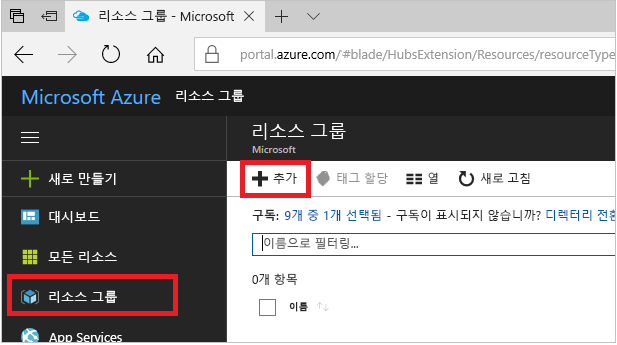 리소스 그룹 - Microsoft
portal.azure.com/#blade/HubsExtension/Resources/resourceType
Microsoft Azure 리소스 그룹
리소스 그룹
Microsoft
새로 만들기
대시보드
모든 리소스
리소스 그룹
App Services
추가 태그 할당 열 새로 고침
구독: 9개 중 1개 선택됨 - 구독이 표시되지 않습니까? 디렉터리 전환
이름으로 필터링...
0개 항목
이름